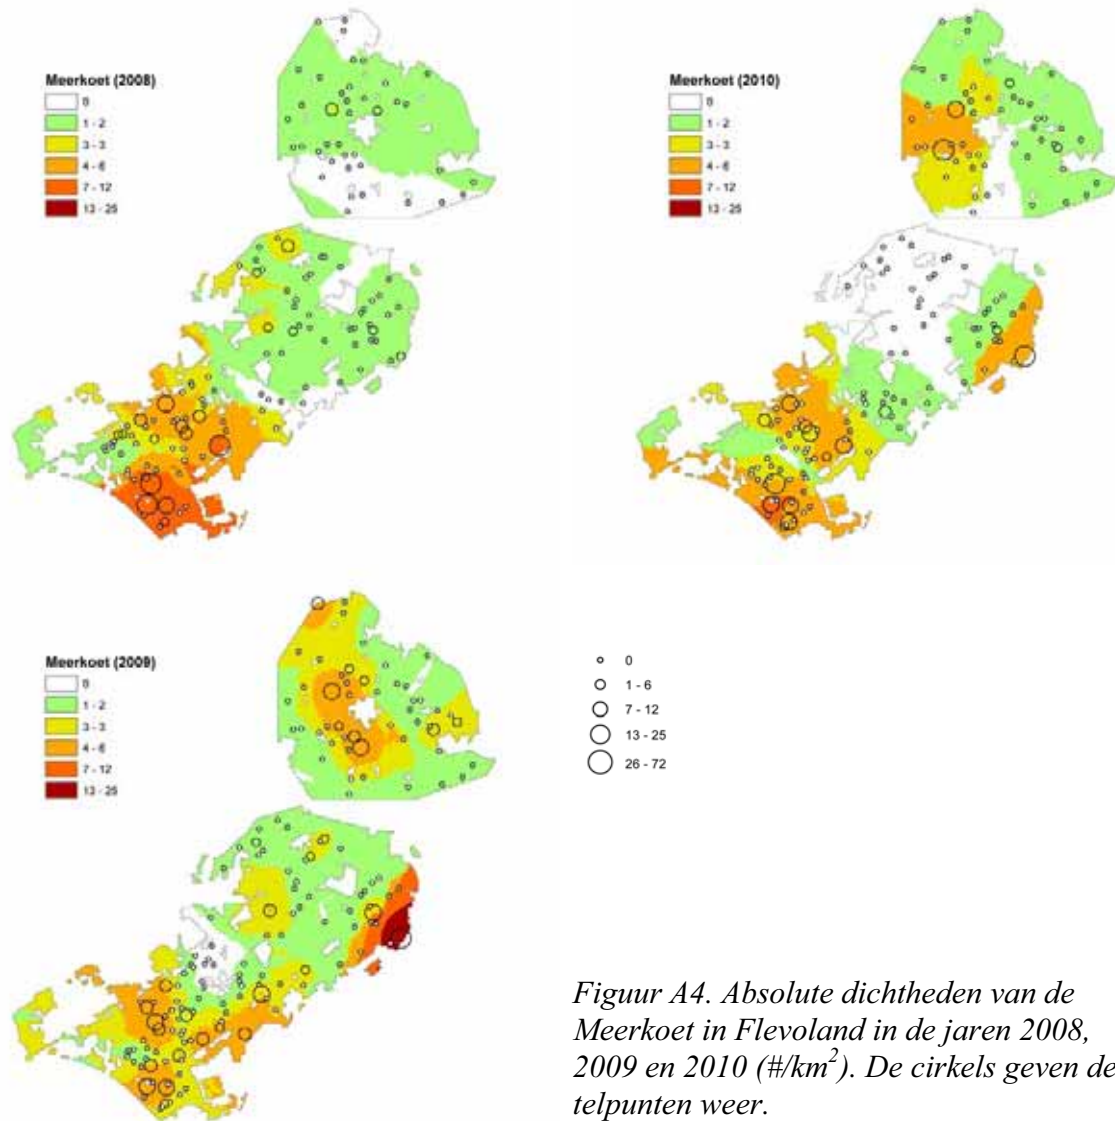 Meerkoet (2008)
0
1 - 2
3 - 3
4 - 6
7 - 12
13 - 25
Meerkoet (2010)
0
1 - 2
3 - 3
4 - 6
7 - 12
13 - 25
Meerkoet (2009)
0
1 - 2
3 - 3
4 - 6
7 - 12
13 - 25
0
1 - 6
7 - 12
13 - 25
26 - 72
Figuur A4. Absolute dichtheden van de
Meerkoet in Flevoland in de jaren 2008,
2009 en 2010 (#/km²). De cirkels geven de
telpunten weer.